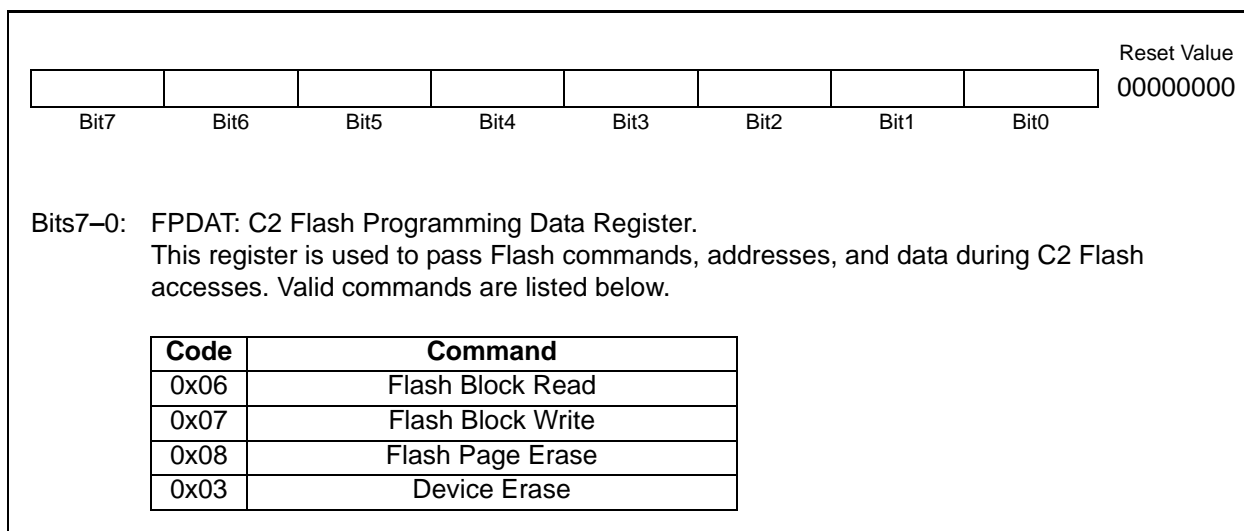 Reset Value
00000000
Bit7 Bit6 Bit5 Bit4 Bit3 Bit2 Bit1 Bit0
Bits7–0: FPDAT: C2 Flash Programming Data Register.
This register is used to pass Flash commands, addresses, and data during C2 Flash
accesses. Valid commands are listed below.
Code Command
0x06 Flash Block Read
0x07 Flash Block Write
0x08 Flash Page Erase
0x03 Device Erase